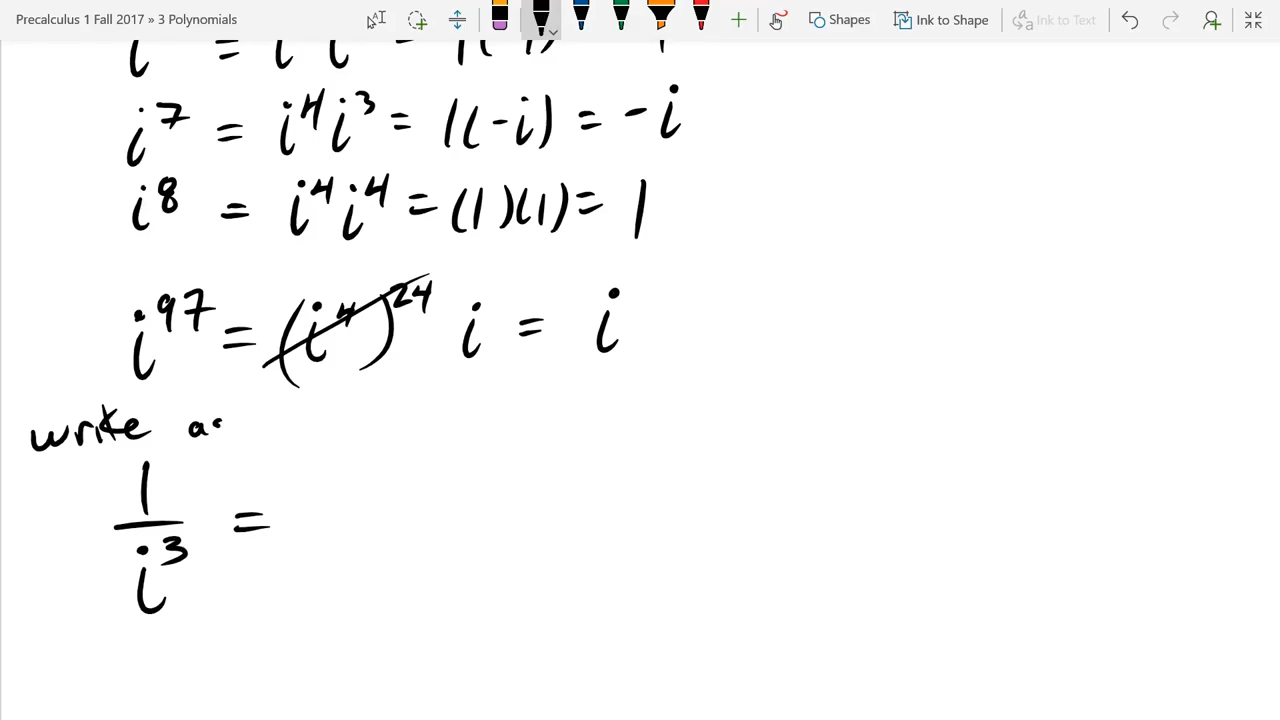 Precalculus 1 Fall 2017 » 3 Polynomials
Shapes
Ink to Shape
Ink to Text
i⁷ = i⁴i³ = 1(-i) = -i
i⁸ = i⁴i⁴ = (1)(1) = 1
i⁹⁷ = (i⁴)²⁴ i = i
write as
1/i³ =